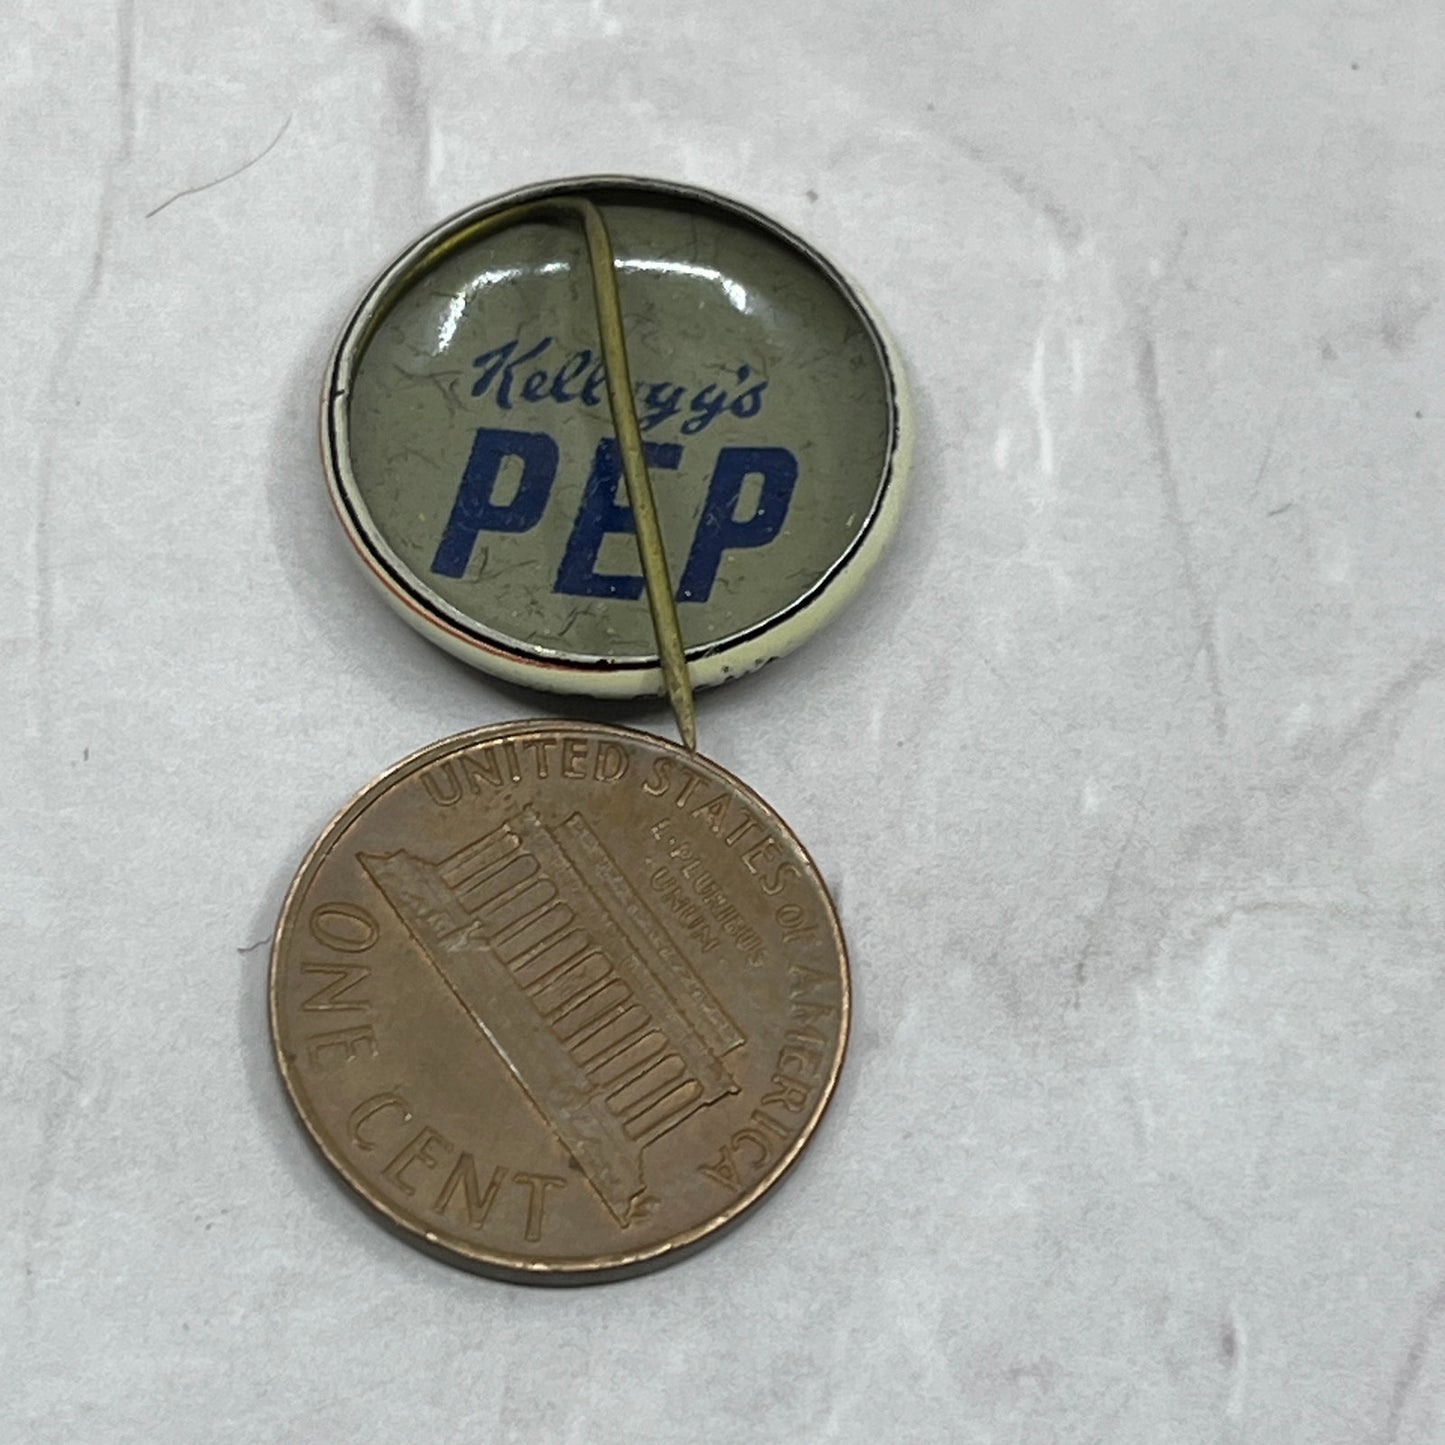 Kellogg's
PEP
UNITED STATES OF AMERICA
E·PLURIBUS
UNUM
ONE CENT